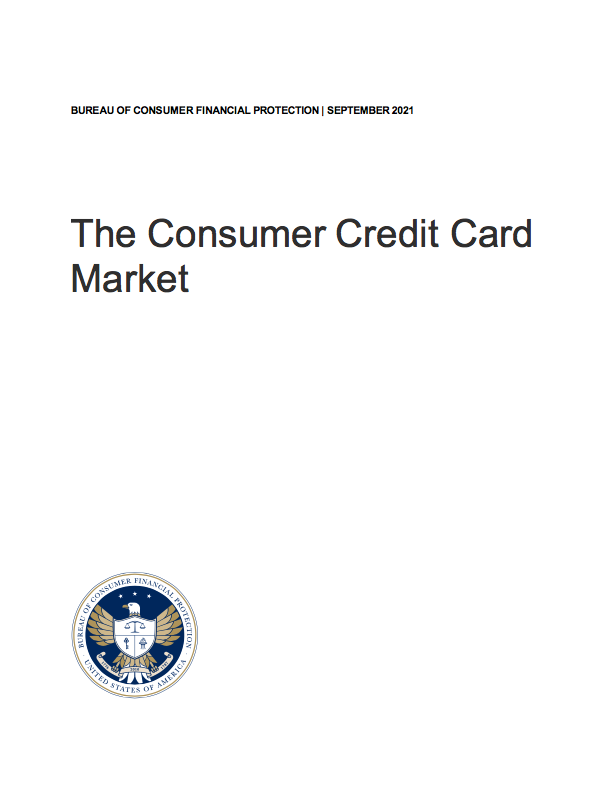 BUREAU OF CONSUMER FINANCIAL PROTECTION | SEPTEMBER 2021
The Consumer Credit Card
Market
BUREAU OF CONSUMER FINANCIAL PROTECTION
UNITED STATES OF AMERICA